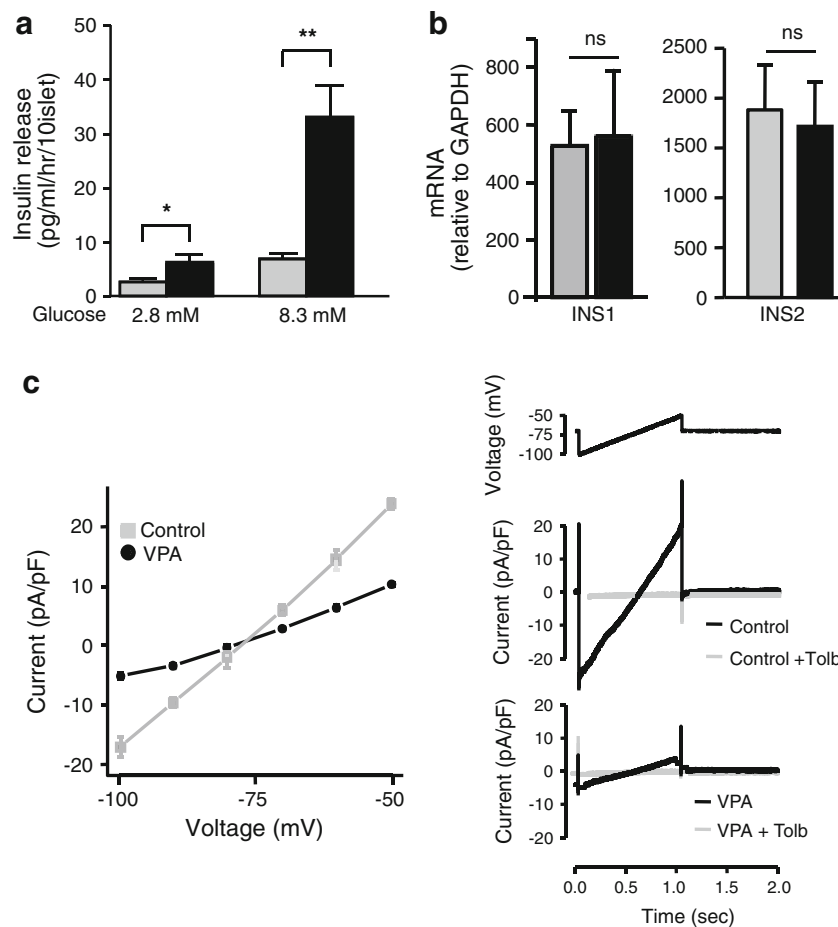 a
Insulin release
(pg/ml/hr/10islet)
50
40
30
20
10
0
*
**
Glucose
2.8 mM
8.3 mM
b
mRNA
(relative to GAPDH)
800
600
400
200
0
ns
INS1
2500
2000
1500
1000
500
0
ns
INS2
c
Current (pA/pF)
20
10
0
-10
-20
Control
VPA
-100
-75
-50
Voltage (mV)
Voltage (mV)
-50
-75
-100
Current (pA/pF)
20
10
0
-10
-20
Control
Control +Tolb
Current (pA/pF)
20
10
0
-10
-20
VPA
VPA + Tolb
0.0 0.5 1.0 1.5 2.0
Time (sec)